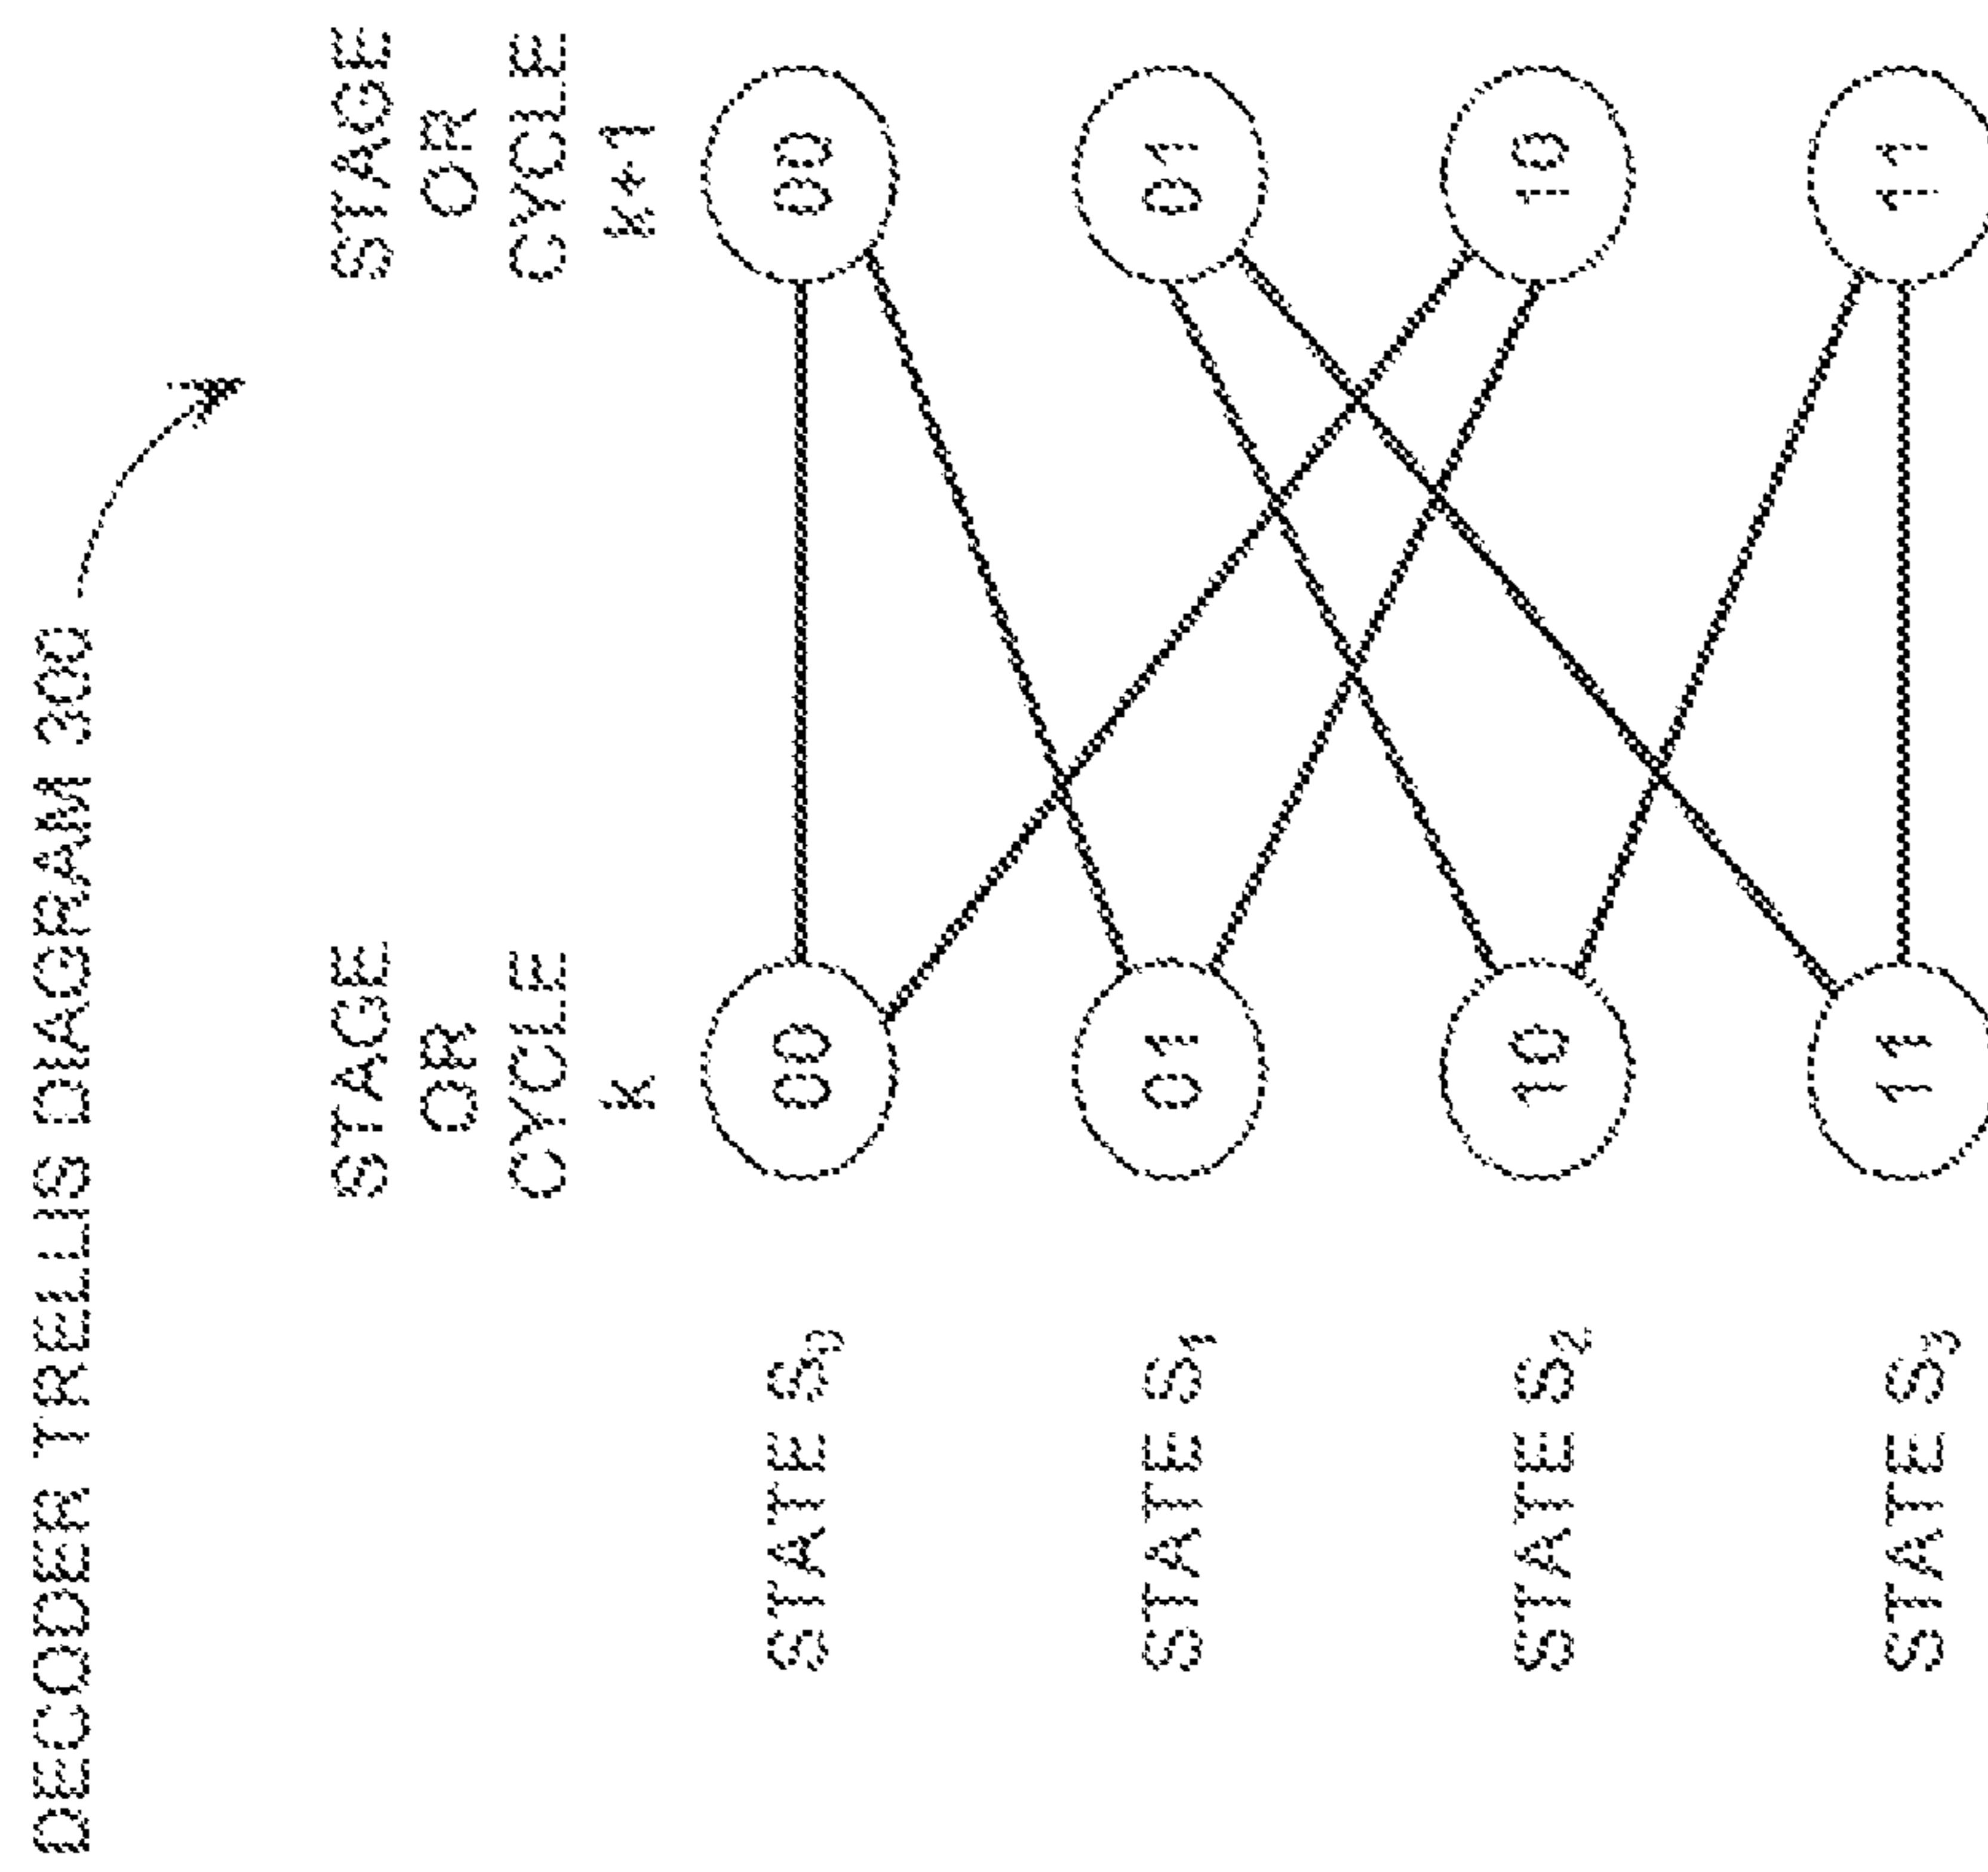 DECODER TRELLIS DIAGRAM 300
STAGE
OR
CYCLE
k
STAGE
OR
CYCLE
k+1
STATE S0
00
00
STATE S1
01
01
STATE S2
10
10
STATE S3
11
11